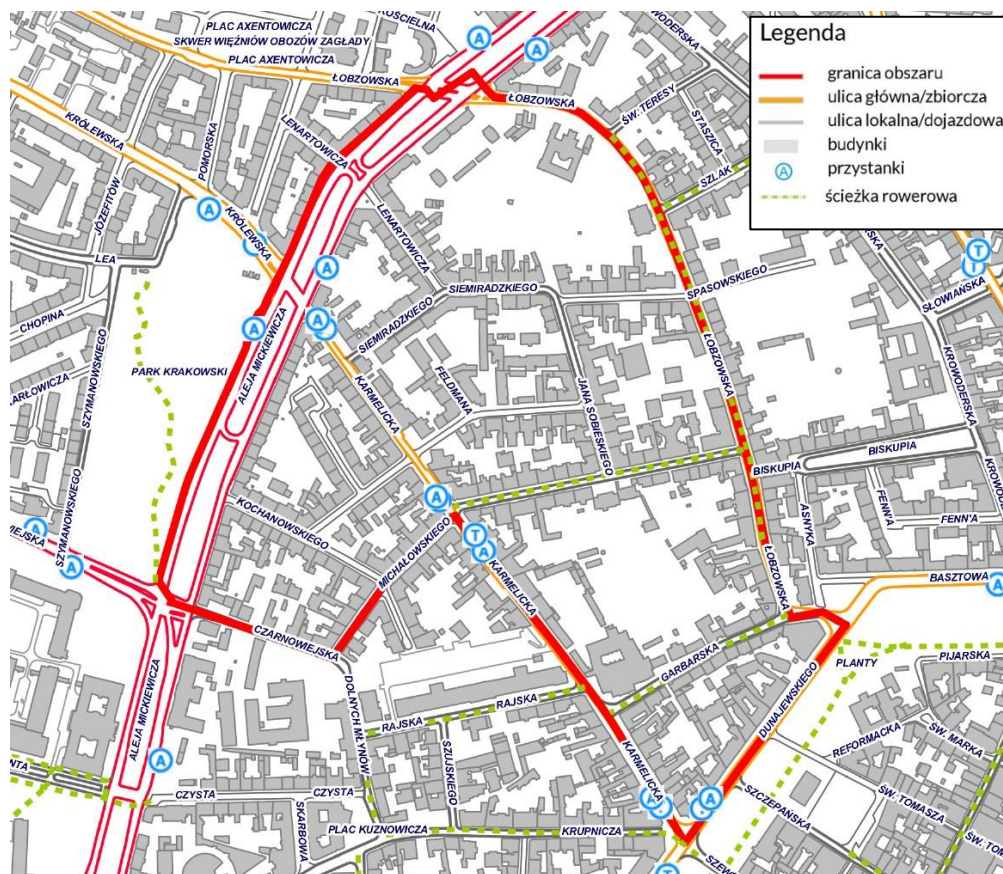 KOŚCIELNA
PLAC AXENTOWICZA
SKWER WIĘŹNIÓW OBOZÓW ZAGŁADY
PLAC AXENTOWICZA
ŁOBZOWSKA
ŁOBZOWSKA
Legenda
granica obszaru
ulica główna/zbiorcza
ulica lokalna/dojazdowa
budynki
A
przystanki
ścieżka rowerowa
A
A
KRÓLEWSKA
POMORSKA
LENARTOWICZA
ŚW. TERESY
STASZICA
SZLAK
JÓZEFITÓW
A
KRÓLEWSKA
LENARTOWICZA
LEA
A
SIEMIRADZKIEGO
SPASOWSKIEGO
T
SŁOWIAŃSKA
CHOPINA
A
A
SIEMIRADZKIEGO
SZYMANOWSKIEGO
PARK KRAKOWSKI
ALEJA MICKIEWICZA
KARMELICKA
FELDMANA
JANA SOBIESKIEGO
ŁOBZOWSKA
KROWODERSKA
BISKUPIA
BISKUPIA
A
KOCHANOWSKIEGO
MICHAŁOWSKIEGO
T
A
KARMELICKA
ASNYKA
FENN'A
FENN'A
A
A
SZYMANOWSKIEGO
ŁOBZOWSKA
BASZTOWA
A
CZARNOWIEJSKA
DOLNYCH MŁYNÓW
GARBARSKA
PLANTY
PIJARSKA
ALEJA MICKIEWICZA
RAJSKA
RAJSKA
DUNAJEWSKIEGO
REFORMACKA
ŚW. MARKA
SZUJSKIEGO
KARMELICKA
A
CZYSTA
CZYSTA
A
SZCZEPAŃSKA
ŚW. TOMASZA
SKARBOWA
PLAC KUZNOWICZA
KRUPNICZA
T